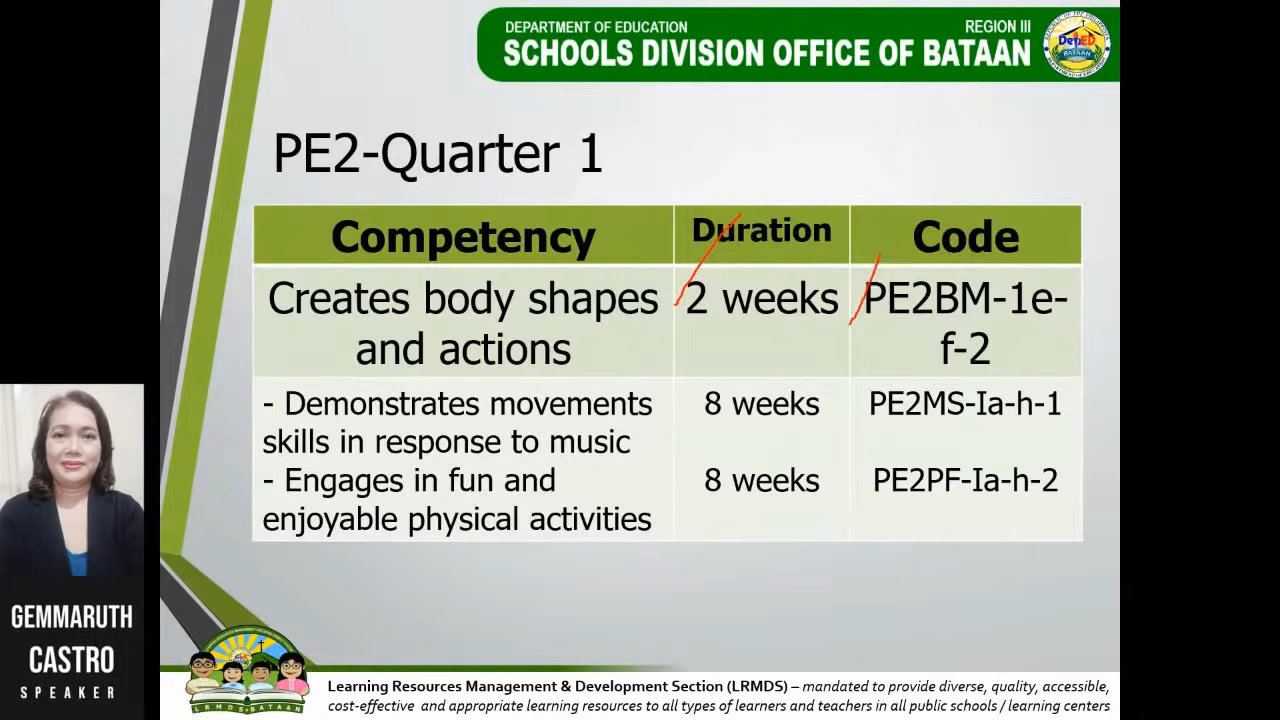 DEPARTMENT OF EDUCATION
REGION III
SCHOOLS DIVISION OFFICE OF BATAAN
DepED
BATAAN
PE2-Quarter 1
Competency
Duration
Code
Creates body shapes
and actions
2 weeks
PE2BM-1e-
f-2
- Demonstrates movements
skills in response to music
8 weeks
PE2MS-Ia-h-1
- Engages in fun and
enjoyable physical activities
8 weeks
PE2PF-Ia-h-2
GEMMARUTH
CASTRO
SPEAKER
LRMDS BATAAN
Learning Resources Management & Development Section (LRMDS) – mandated to provide diverse, quality, accessible,
cost-effective and appropriate learning resources to all types of learners and teachers in all public schools / learning centers